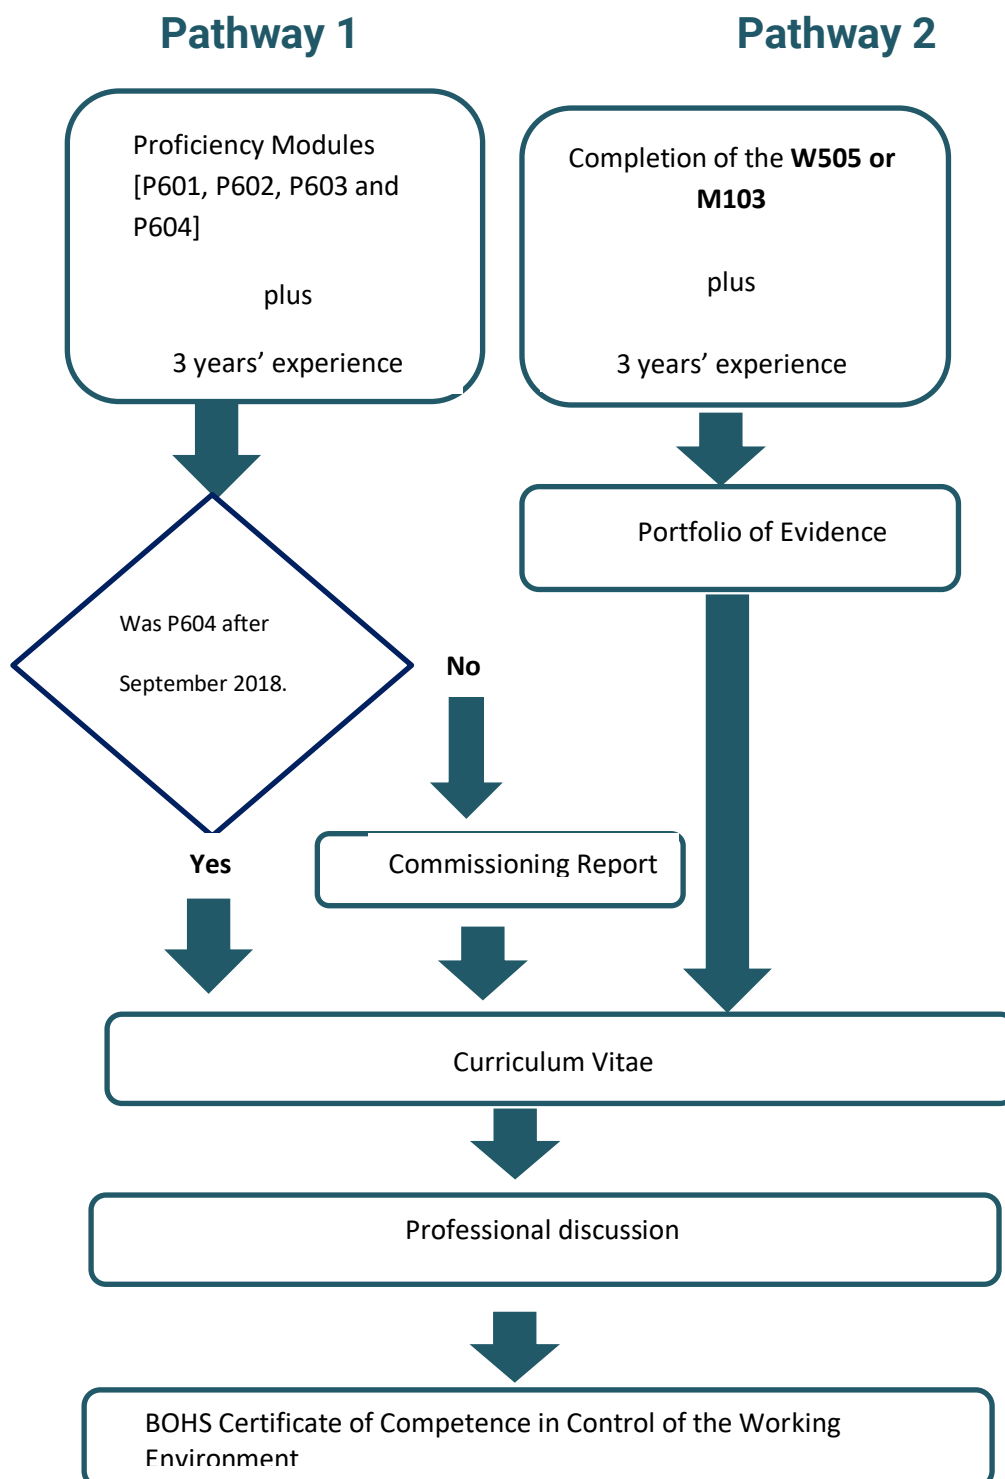 Pathway 1
Pathway 2
Proficiency Modules
[P601, P602, P603 and
P604]
plus
3 years’ experience
Completion of the W505 or
M103
plus
3 years’ experience
Portfolio of Evidence
Was P604 after
September 2018.
No
Yes
Commissioning Report
Curriculum Vitae
Professional discussion
BOHS Certificate of Competence in Control of the Working
Environment